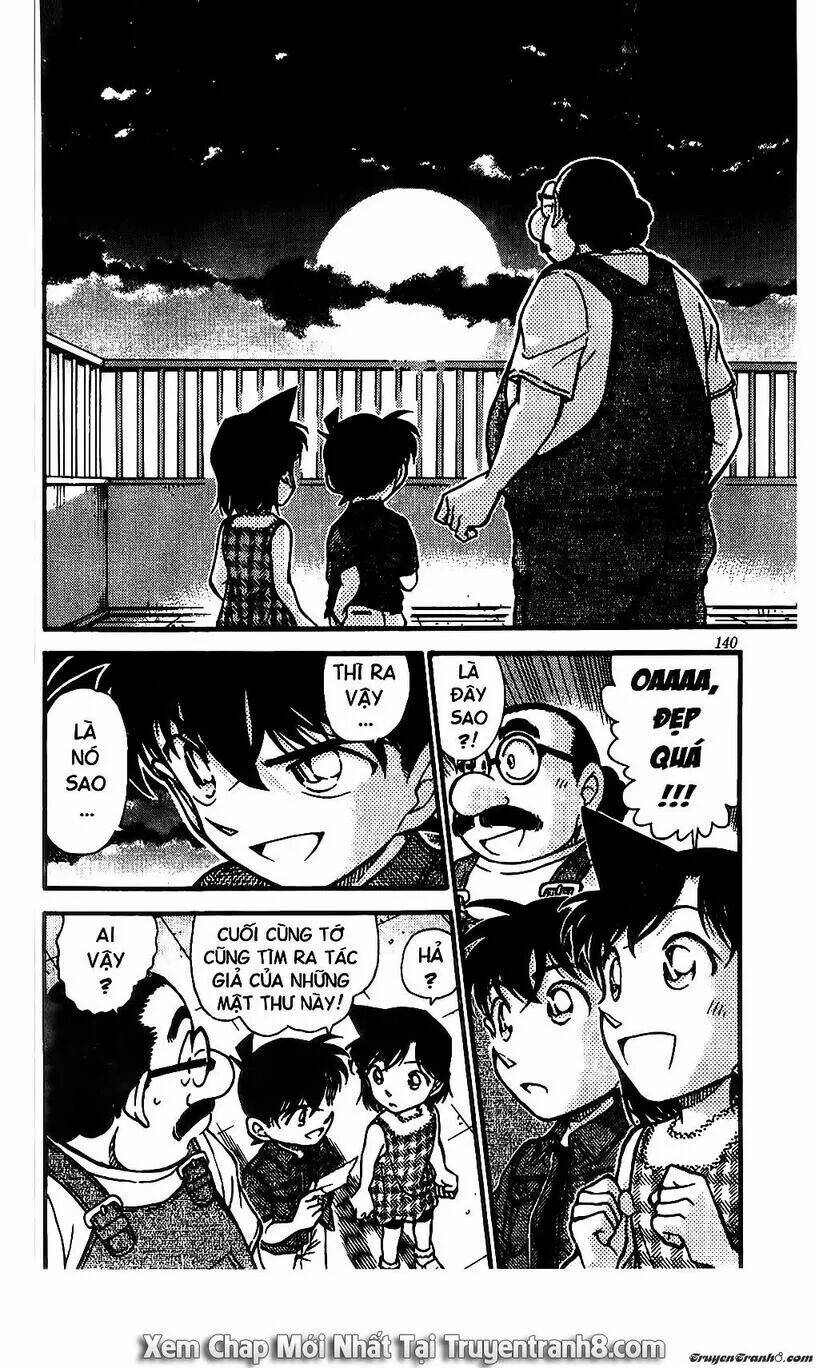 140
OAAAA,
ĐẸP
QUÁ
!!!
LÀ
ĐÂY
SAO
?!
THÌ RA
VẬY
...
LÀ
NÓ
SAO
...
HẢ
?
CUỐI CÙNG TỚ
CŨNG TÌM RA TÁC
GIẢ CỦA NHỮNG
MẬT THƯ NÀY!
AI
VẬY
?
Xem Chap Mới Nhất Tại Truyentranh8.com
TruyenTranh8.com